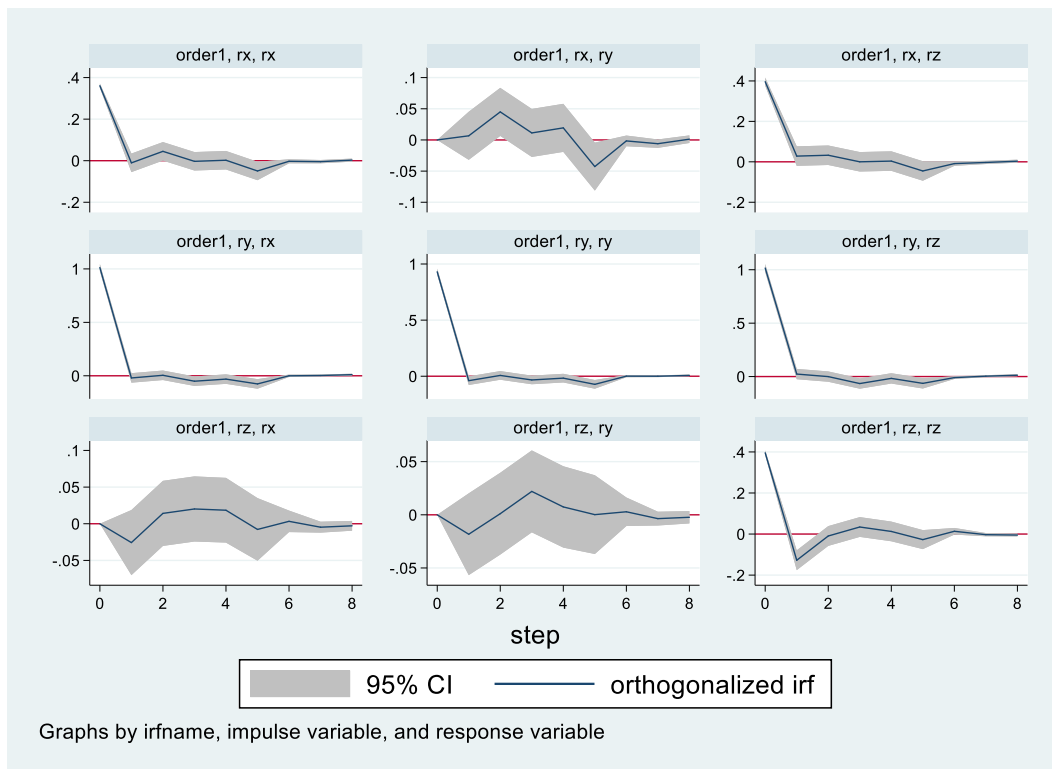 order1, rx, rx
.4
.2
0
-.2
order1, rx, ry
.1
.05
0
-.05
-.1
order1, rx, rz
.4
.2
0
-.2
order1, ry, rx
1
.5
0
order1, ry, ry
1
.5
0
order1, ry, rz
1
.5
0
order1, rz, rx
.1
.05
0
-.05
0 2 4 6 8
order1, rz, ry
.05
0
-.05
0 2 4 6 8
order1, rz, rz
.4
.2
0
-.2
0 2 4 6 8
step
95% CI orthogonalized irf
Graphs by irfname, impulse variable, and response variable